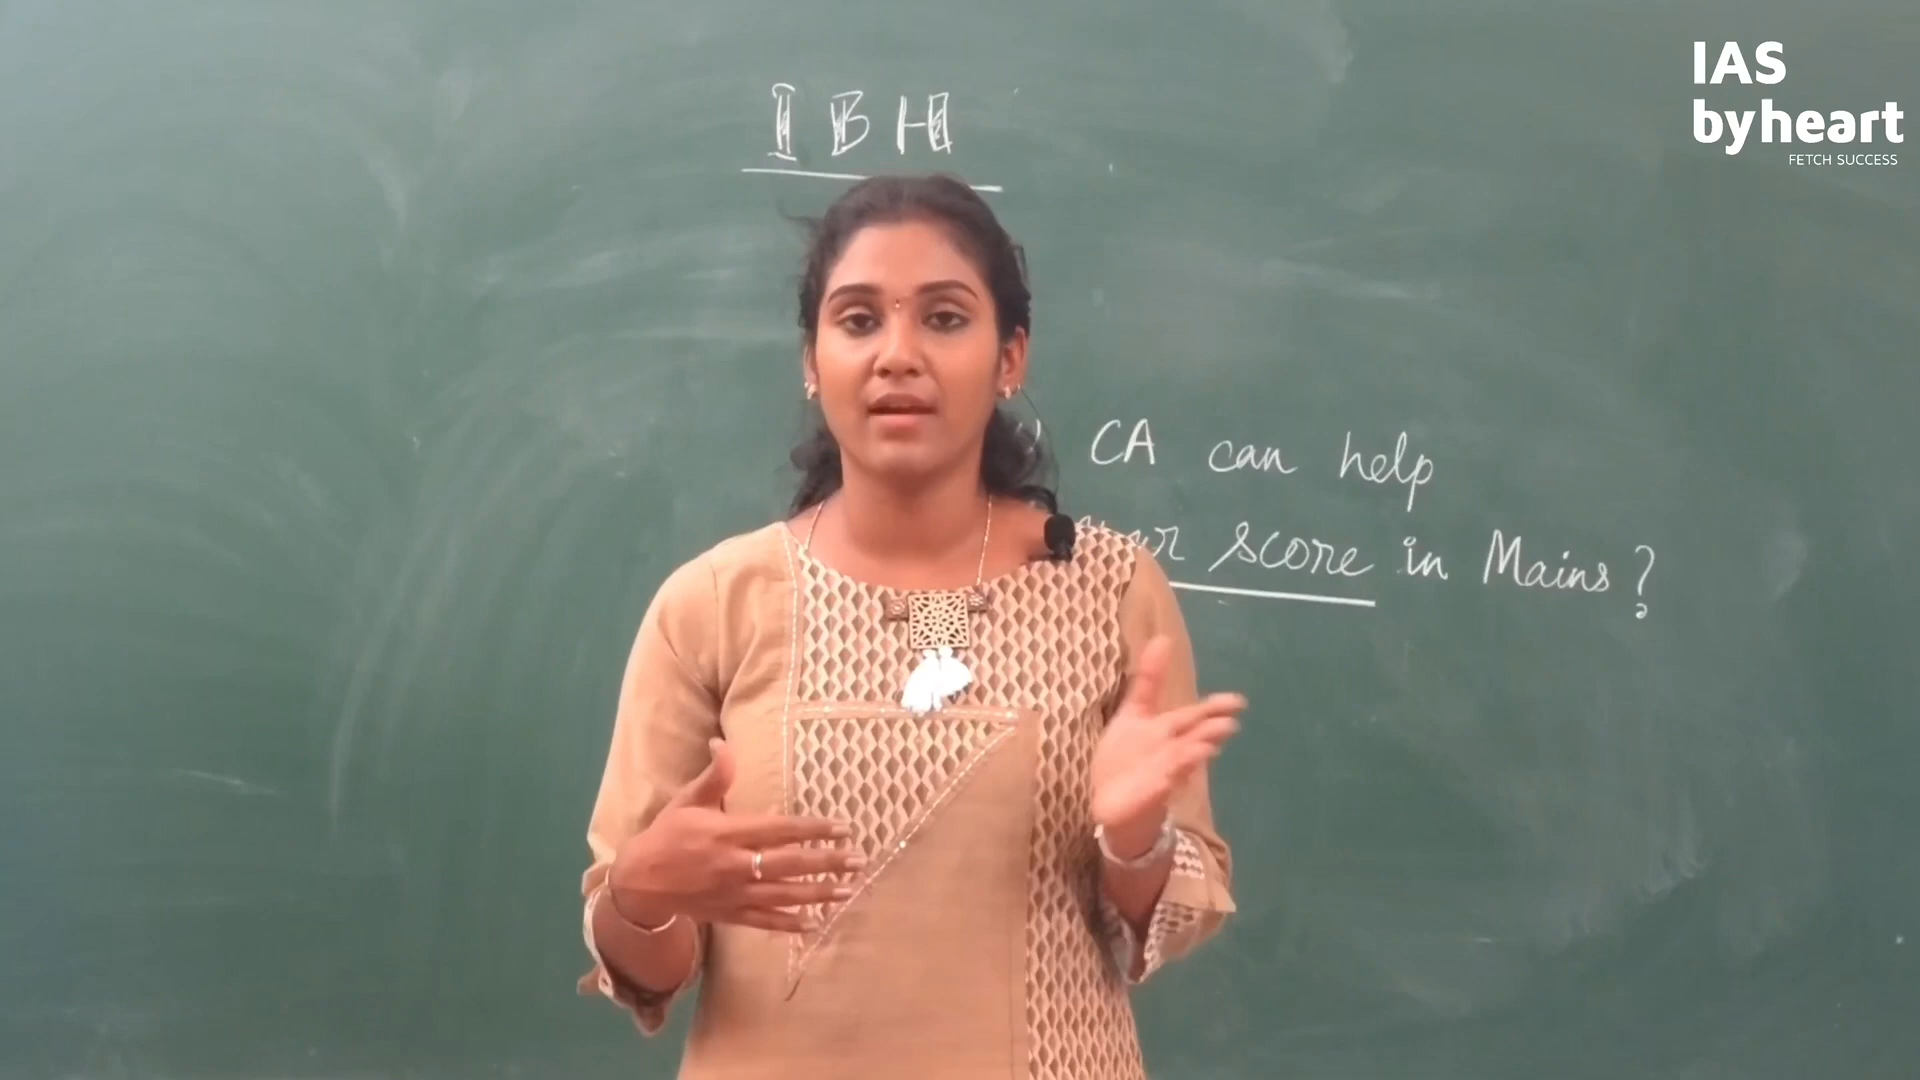 IBH
IAS
byheart
FETCH SUCCESS
CA can help
score in Mains?